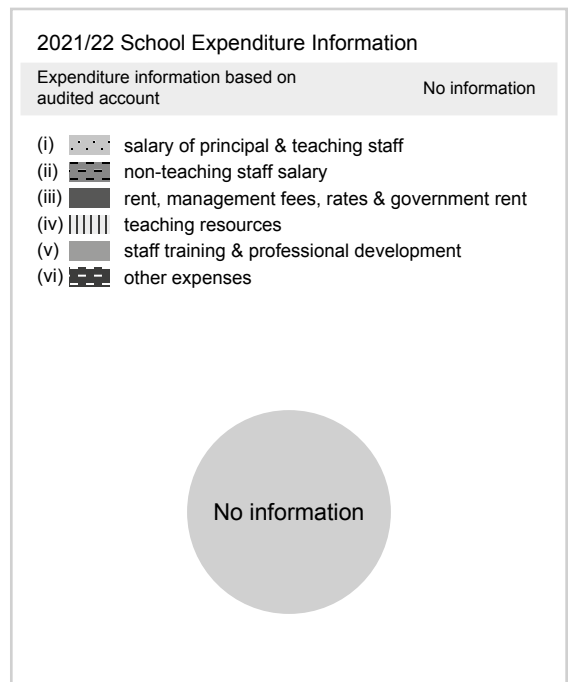 2021/22 School Expenditure Information
Expenditure information based on
audited account
No information
(i) salary of principal & teaching staff
(ii) non-teaching staff salary
(iii) rent, management fees, rates & government rent
(iv) teaching resources
(v) staff training & professional development
(vi) other expenses
No information